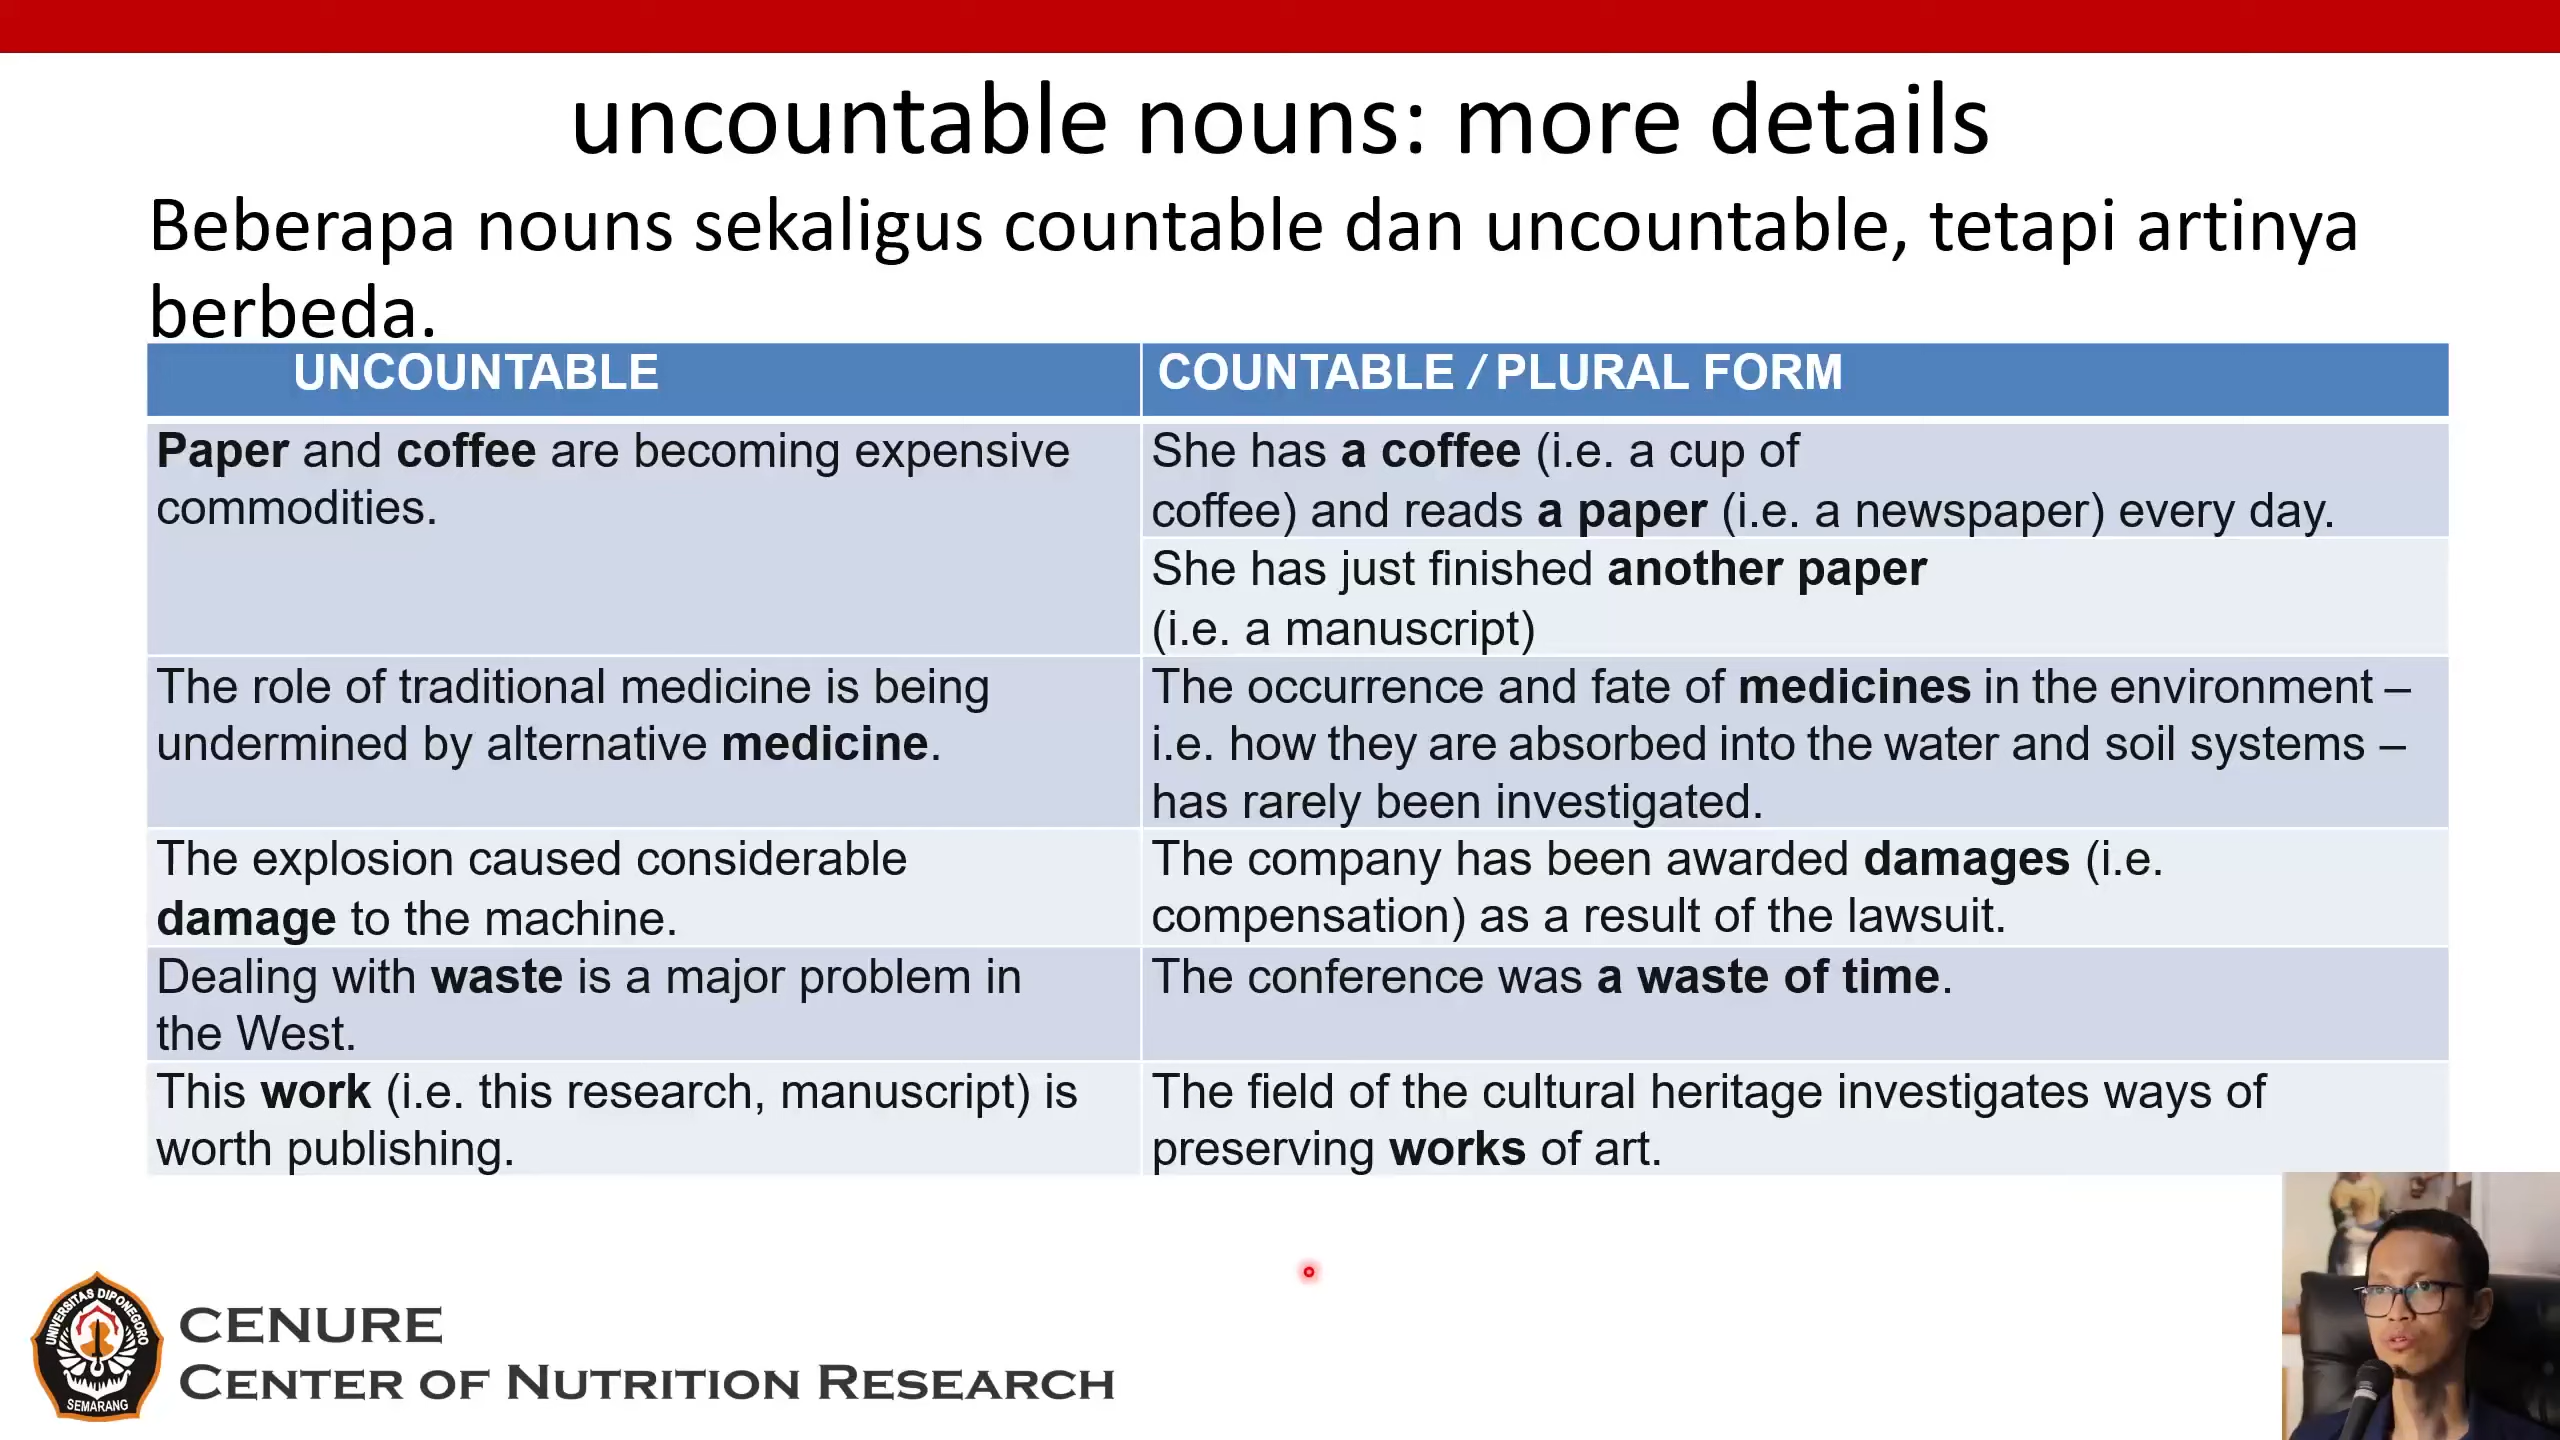 uncountable nouns: more details
Beberapa nouns sekaligus countable dan uncountable, tetapi artinya
berbeda.
UNCOUNTABLE
COUNTABLE / PLURAL FORM
Paper and coffee are becoming expensive
commodities.
She has a coffee (i.e. a cup of
coffee) and reads a paper (i.e. a newspaper) every day.
She has just finished another paper
(i.e. a manuscript)
The role of traditional medicine is being
undermined by alternative medicine.
The occurrence and fate of medicines in the environment –
i.e. how they are absorbed into the water and soil systems –
has rarely been investigated.
The explosion caused considerable
damage to the machine.
The company has been awarded damages (i.e.
compensation) as a result of the lawsuit.
Dealing with waste is a major problem in
the West.
The conference was a waste of time.
This work (i.e. this research, manuscript) is
worth publishing.
The field of the cultural heritage investigates ways of
preserving works of art.
UNIVERSITAS DIPONEGORO
SEMARANG
CENURE
CENTER OF NUTRITION RESEARCH